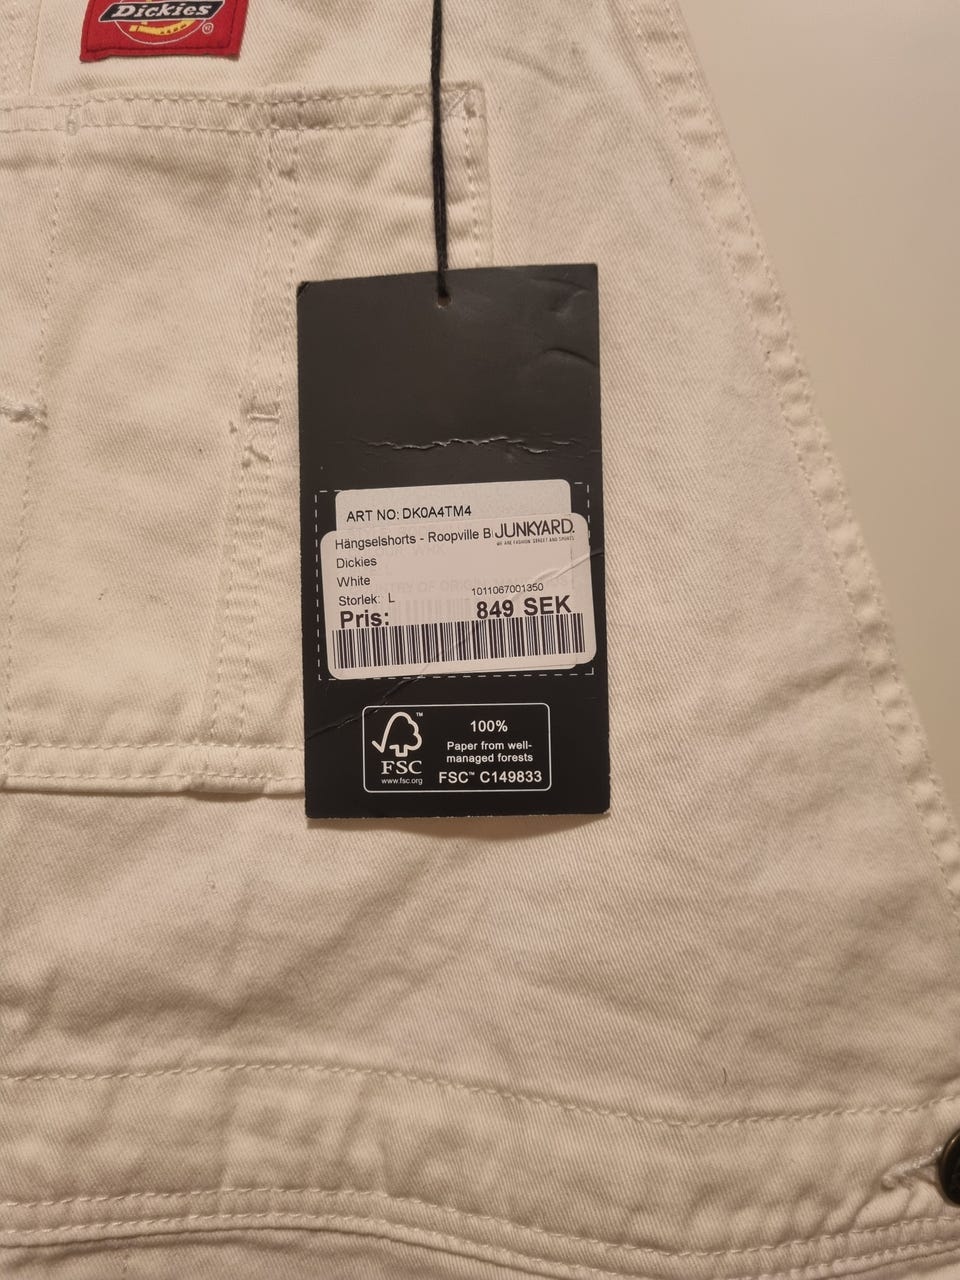 Dickies
ART NO: DK0A4TM4
Hängselshorts - Roopville B
JUNKYARD.
WE ARE FASHION STREET AND SPORTS
Dickies
White
Storlek: L
1011067001350
Pris: 849 SEK
FSC™
www.fsc.org
100%
Paper from well-
managed forests
FSC™ C149833